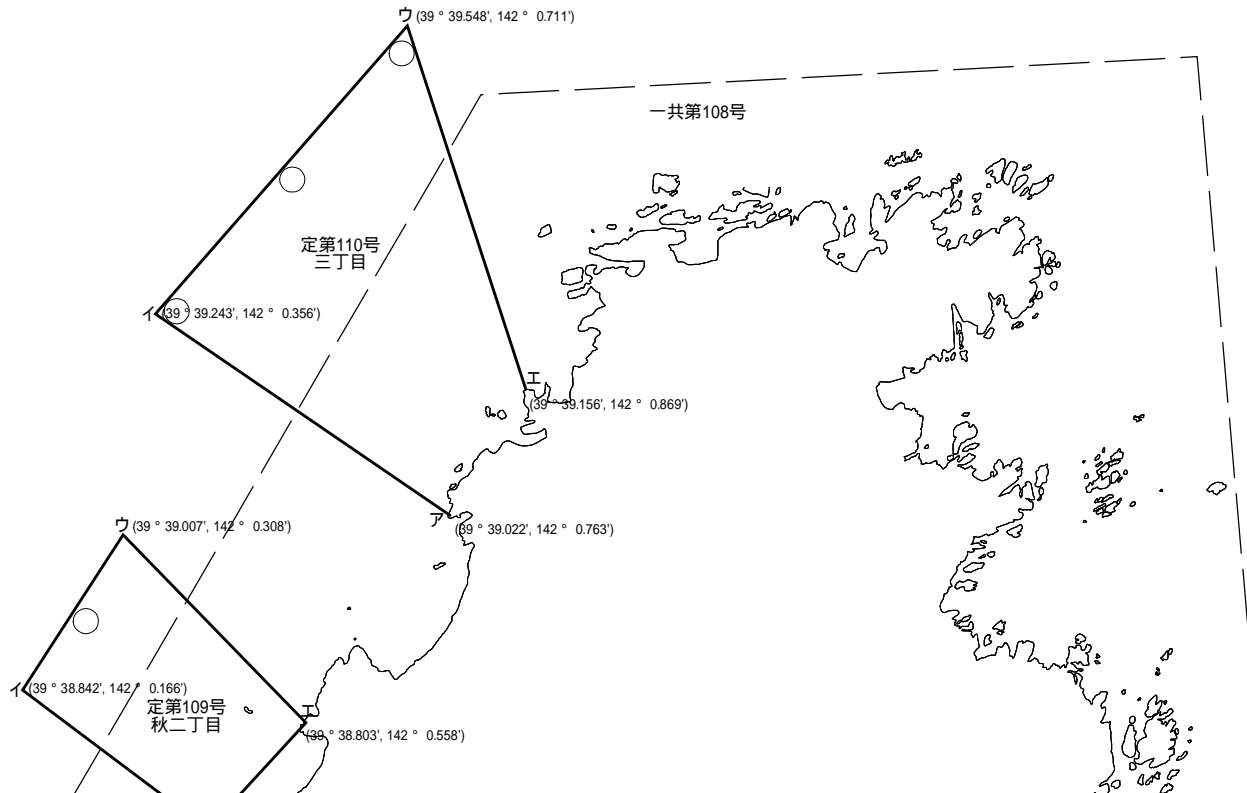 ウ (39 ° 39.548', 142 ° 0.711')
一共第108号
定第110号
三丁目
イ (39 ° 39.243', 142 ° 0.356')
エ
(39 ° 39.156', 142 ° 0.869')
ア
(39 ° 39.022', 142 ° 0.763')
ウ (39 ° 39.007', 142 ° 0.308')
イ (39 ° 38.842', 142 ° 0.166')
定第109号
秋二丁目
エ
(39 ° 38.803', 142 ° 0.558')